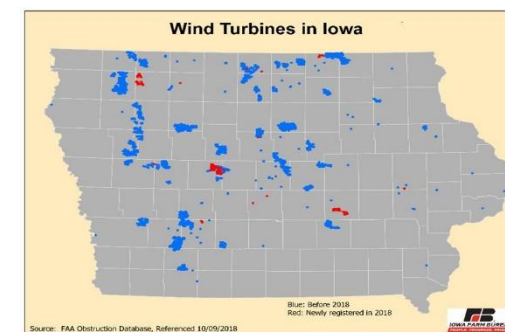 Wind Turbines in Iowa
Blue: Before 2018
Red: Newly registered in 2018
Source: FAA Obstruction Database, Referenced 10/09/2018
IOWA FARM BUREAU